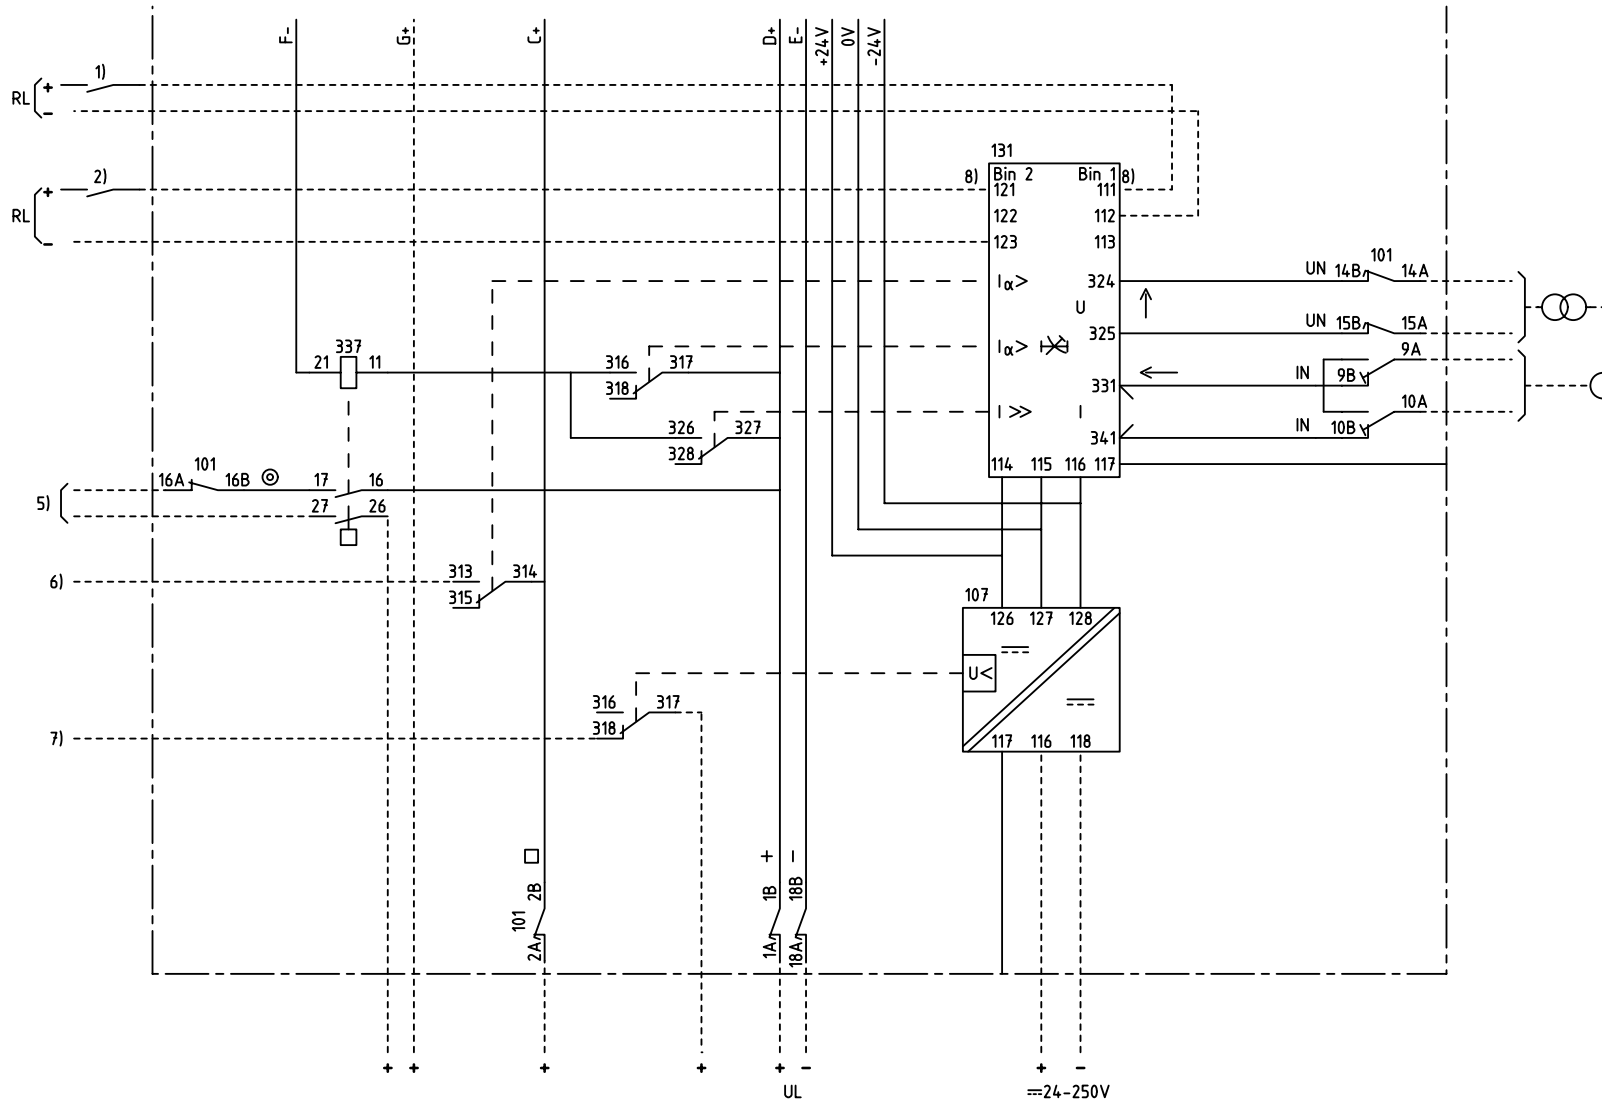 F-
G+
C+
D+
E-
+24V
0V
-24V
1)
RL
+
-
2)
RL
+
-
131
8)
Bin 2
Bin 1
8)
121
111
122
112
123
113
Iα>
324
U
325
Iα>
331
I >>
I
341
114
115
116
117
UN
14B
101
14A
UN
15B
15A
9A
IN
9B
10A
IN
10B
21
337
11
316
317
318
326
327
328
5)
16A
101
16B
17
16
27
26
6)
313
314
315
107
126
127
128
U<
7)
316
317
318
117
116
118
2B
101
2A
+
-
1B
18B
1A
18A
+
+
+
+
+
-
+
-
UL
24-250V